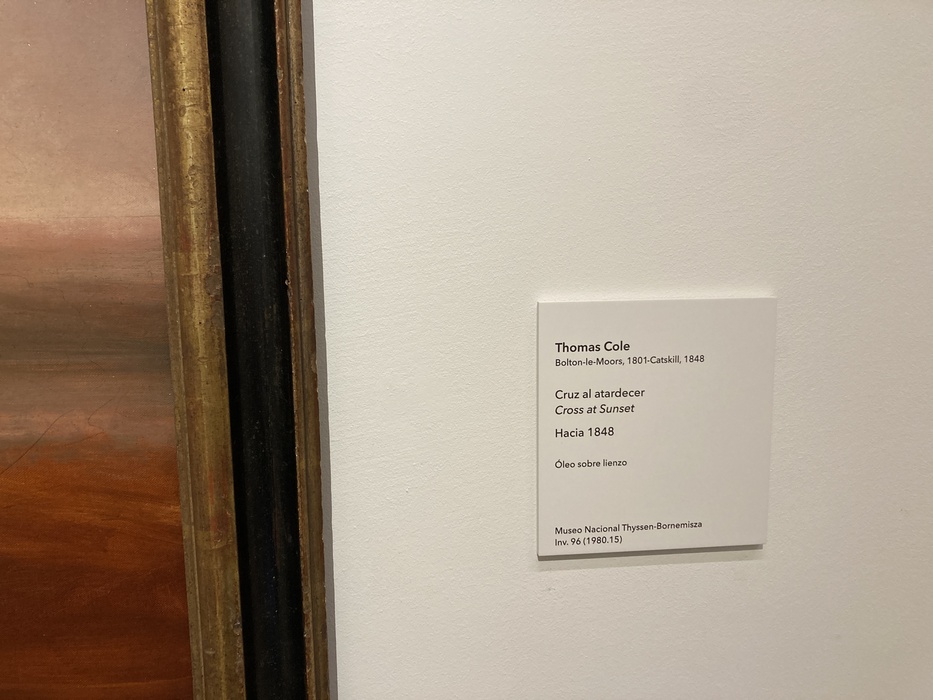 Thomas Cole
Bolton-le-Moors, 1801-Catskill, 1848
Cruz al atardecer
Cross at Sunset
Hacia 1848
Óleo sobre lienzo
Museo Nacional Thyssen-Bornemisza
Inv. 96 (1980.15)